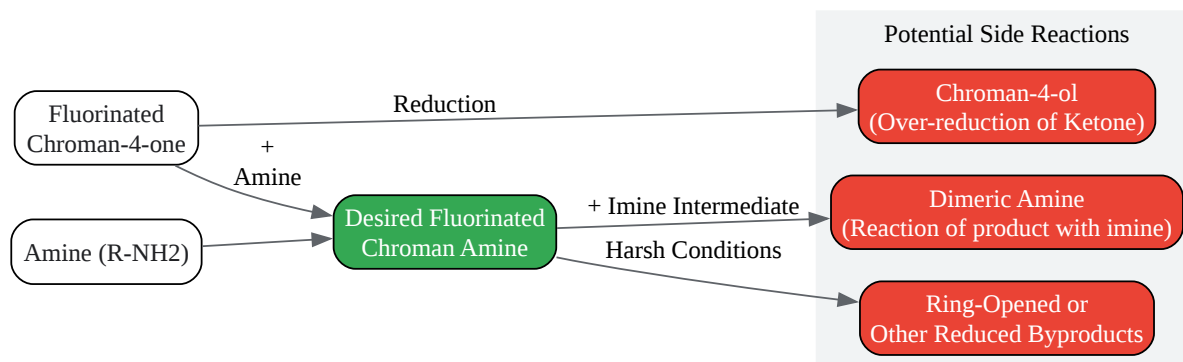 Potential Side Reactions
Fluorinated
Chroman-4-one
Reduction
Chroman-4-ol
(Over-reduction of Ketone)
+
Amine
Amine (R-NH2)
Desired Fluorinated
Chroman Amine
+ Imine Intermediate
Dimeric Amine
(Reaction of product with imine)
Harsh Conditions
Ring-Opened or
Other Reduced Byproducts